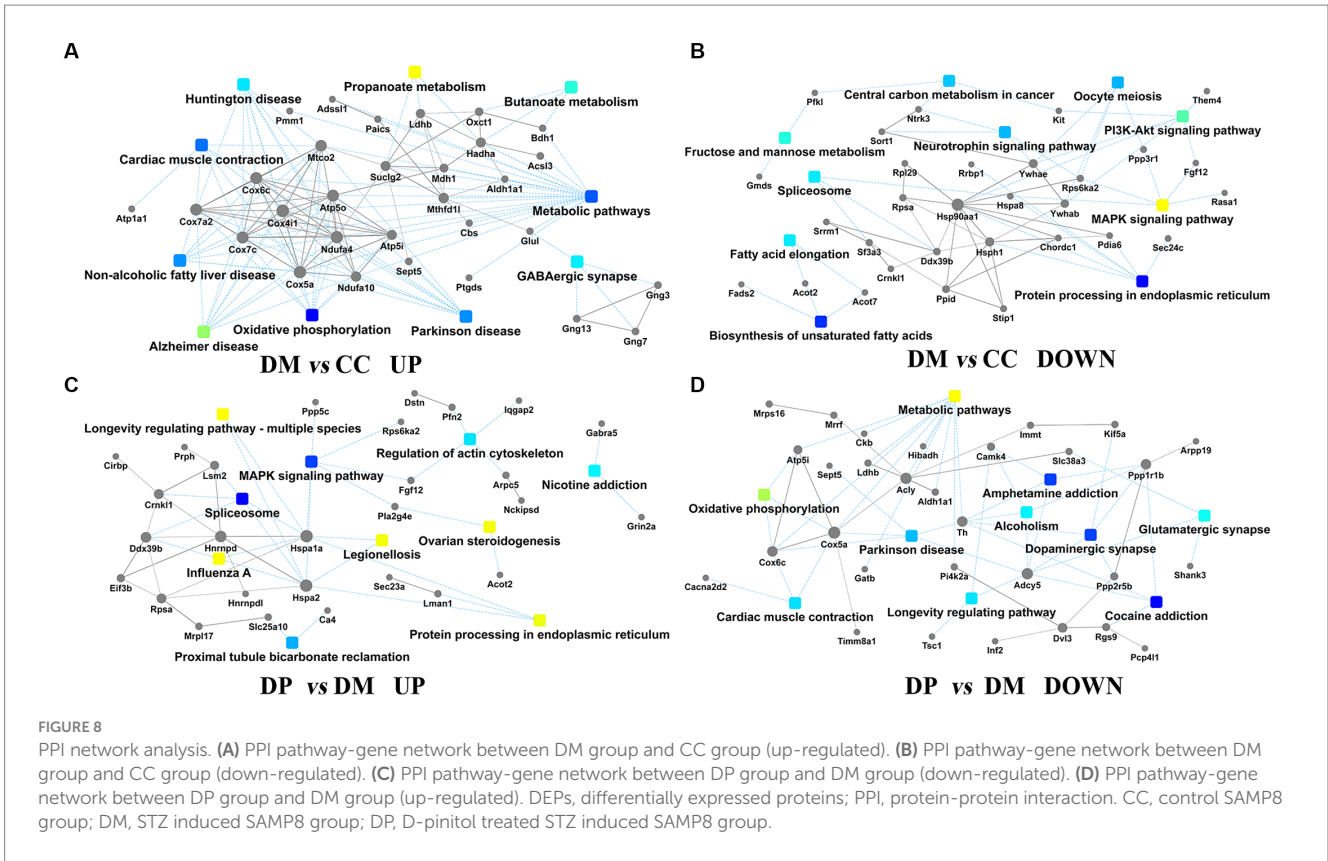 A
Huntington disease
Propanoate metabolism
Butanoate metabolism
Pmm1
Adssl1
Paics
Ldhb
Oxct1
Bdh1
Cardiac muscle contraction
Mtco2
Hadha
Acsl3
Cox6c
Suclg2
Mdh1
Aldh1a1
Atp1a1
Cox7a2
Cox4i1
Atp5o
Mthfd1l
Metabolic pathways
Cox7c
Ndufa4
Atp5i
Cbs
Glul
Non-alcoholic fatty liver disease
Cox5a
Ndufa10
Sept5
Ptgds
GABAergic synapse
Gng3
Alzheimer disease
Oxidative phosphorylation
Parkinson disease
Gng13
Gng7
DM vs CC UP
B
Pfkl
Central carbon metabolism in cancer
Oocyte meiosis
Them4
Ntrk3
Kit
PI3K-Akt signaling pathway
Sort1
Neurotrophin signaling pathway
Fructose and mannose metabolism
Ppp3r1
Rpl29
Rrbp1
Ywhae
Fgf12
Gmds
Spliceosome
Rps6ka2
Rasa1
Rpsa
Hsp90aa1
Hspa8
Ywhab
MAPK signaling pathway
Srrm1
Sf3a3
Chordc1
Pdia6
Sec24c
Fatty acid elongation
Crnkl1
Ddx39b
Hsph1
Fads2
Acot2
Acot7
Ppid
Stip1
Protein processing in endoplasmic reticulum
Biosynthesis of unsaturated fatty acids
DM vs CC DOWN
C
Longevity regulating pathway - multiple species
Ppp5c
Dstn
Pfn2
Iqgap2
Rps6ka2
Regulation of actin cytoskeleton
Gabra5
Cirbp
Prph
Lsm2
MAPK signaling pathway
Nicotine addiction
Crnkl1
Spliceosome
Fgf12
Arpc5
Nckipsd
Pla2g4e
Grin2a
Ddx39b
Hnrnpd
Hspa1a
Legionellosis
Ovarian steroidogenesis
Influenza A
Eif3b
Rpsa
Hnrnpdl
Hspa2
Sec23a
Acot2
Lman1
Mrpl17
Slc25a10
Ca4
Protein processing in endoplasmic reticulum
Proximal tubule bicarbonate reclamation
DP vs DM UP
D
Metabolic pathways
Mrps16
Mrrf
Ckb
Immt
Kif5a
Atp5i
Sept5
Ldhb
Hibadh
Camk4
Slc38a3
Arpp19
Ppp1r1b
Acly
Aldh1a1
Amphetamine addiction
Oxidative phosphorylation
Cox5a
Th
Alcoholism
Glutamatergic synapse
Parkinson disease
Dopaminergic synapse
Cox6c
Gatb
Pi4k2a
Adcy5
Ppp2r5b
Shank3
Cacna2d2
Cardiac muscle contraction
Longevity regulating pathway
Cocaine addiction
Timm8a1
Tsc1
Inf2
Dvl3
Rgs9
Pcp4l1
DP vs DM DOWN
FIGURE 8
PPI network analysis. (A) PPI pathway-gene network between DM group and CC group (up-regulated). (B) PPI pathway-gene network between DM
group and CC group (down-regulated). (C) PPI pathway-gene network between DP group and DM group (down-regulated). (D) PPI pathway-gene
network between DP group and DM group (up-regulated). DEPs, differentially expressed proteins; PPI, protein-protein interaction. CC, control SAMP8
group; DM, STZ induced SAMP8 group; DP, D-pinitol treated STZ induced SAMP8 group.